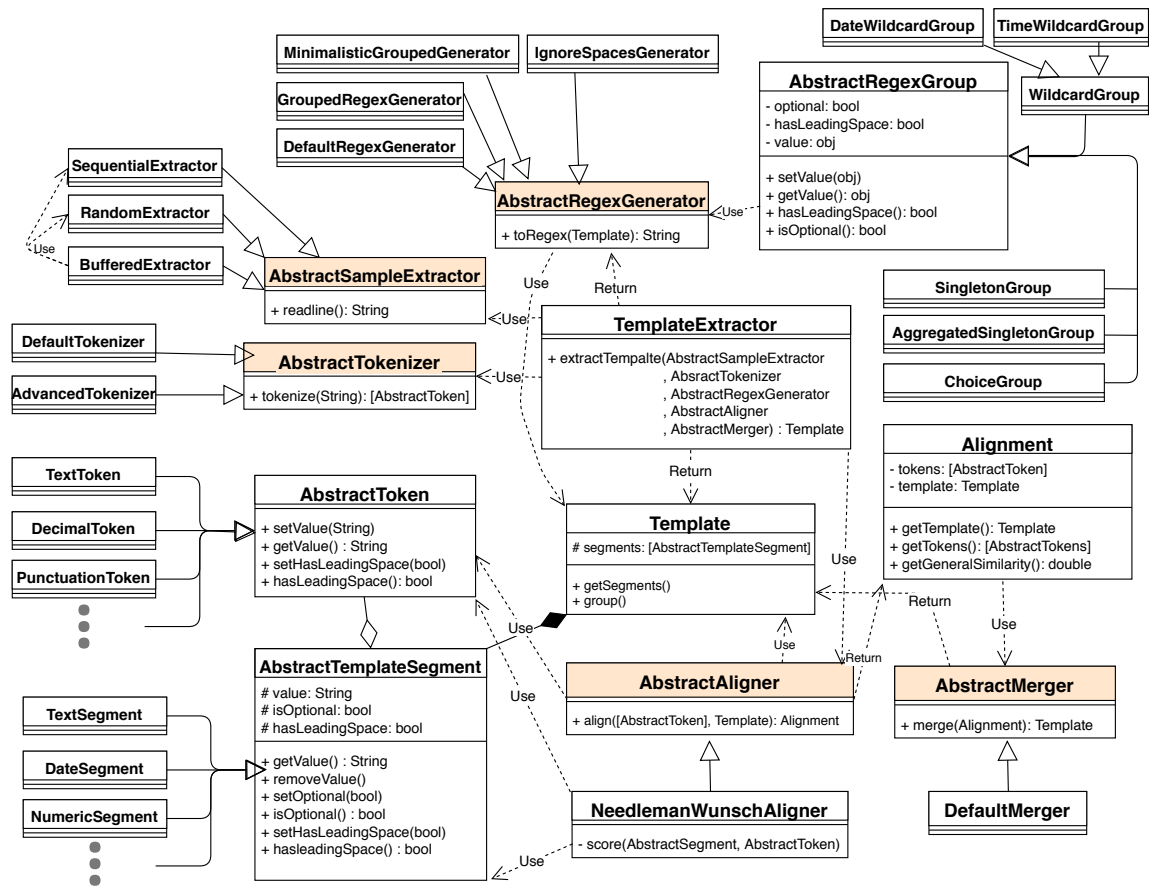 DateWildcardGroup
TimeWildcardGroup
MinimalisticGroupedGenerator
IgnoreSpacesGenerator
AbstractRegexGroup
- optional: bool
- hasLeadingSpace: bool
- value: obj
+ setValue(obj)
+ getValue(): obj
+ hasLeadingSpace(): bool
+ isOptional(): bool
WildcardGroup
GroupedRegexGenerator
DefaultRegexGenerator
SequentialExtractor
RandomExtractor
BufferedExtractor
Use
AbstractRegexGenerator
+ toRegex(Template): String
Use
AbstractSampleExtractor
+ readline(): String
Use
Return
SingletonGroup
AggregatedSingletonGroup
ChoiceGroup
TemplateExtractor
+ extractTempalte(AbstractSampleExtractor
, AbsractTokenizer
, AbstractRegexGenerator
, AbstractAligner
, AbstractMerger) : Template
Use
Use
DefaultTokenizer
AdvancedTokenizer
AbstractTokenizer
+ tokenize(String): [AbstractToken]
Alignment
- tokens: [AbstractToken]
- template: Template
+ getTemplate(): Template
+ getTokens(): [AbstractTokens]
+ getGeneralSimilarity(): double
Return
TextToken
DecimalToken
PunctuationToken
AbstractToken
+ setValue(String)
+ getValue() : String
+ setHasLeadingSpace(bool)
+ hasLeadingSpace(): bool
Template
# segments: [AbstractTemplateSegment]
+ getSegments()
+ group()
Use
Return
Use
Use
Use
Return
AbstractTemplateSegment
# value: String
# isOptional: bool
# hasLeadingSpace: bool
+ getValue() : String
+ removeValue()
+ setOptional(bool)
+ isOptional() : bool
+ setHasLeadingSpace(bool)
+ hasleadingSpace() : bool
AbstractAligner
+ align([AbstractToken], Template): Alignment
AbstractMerger
+ merge(Alignment): Template
Use
TextSegment
DateSegment
NumericSegment
NeedlemanWunschAligner
- score(AbstractSegment, AbstractToken)
DefaultMerger
Use